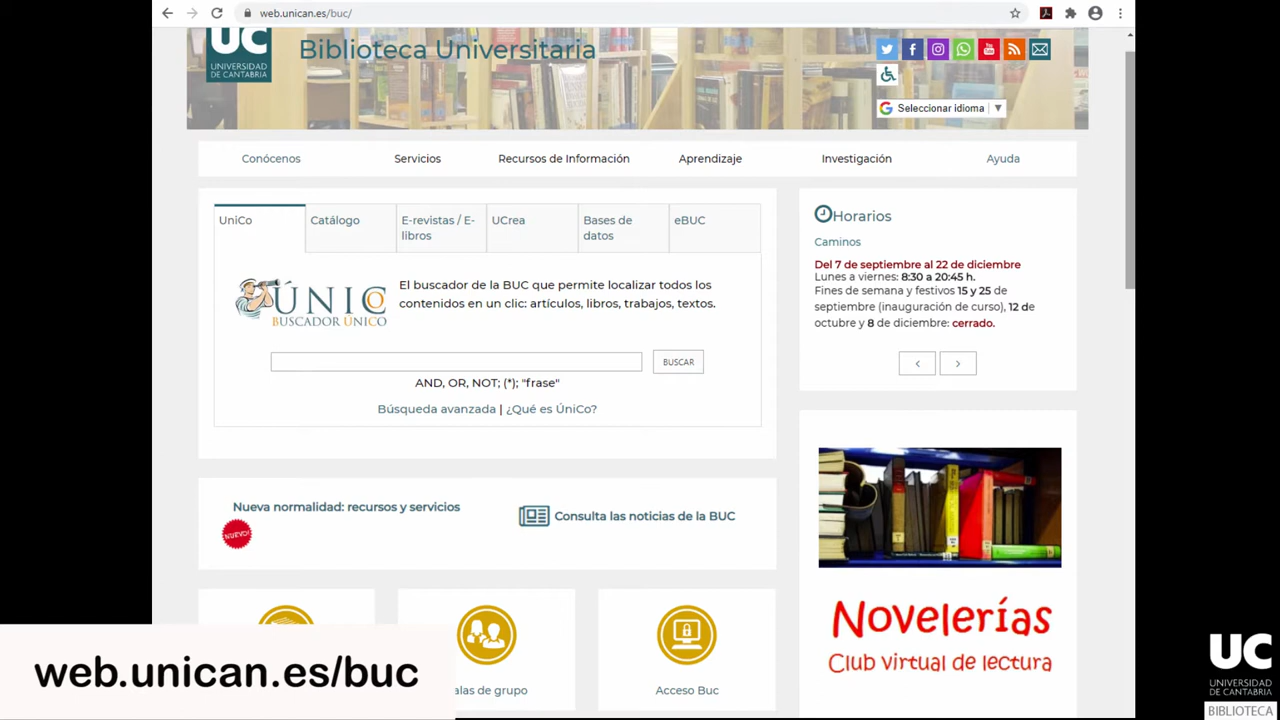 web.unican.es/buc/
UC
UNIVERSIDAD
DE CANTABRIA
Biblioteca Universitaria
Seleccionar idioma ▼
Conócenos Servicios Recursos de Información Aprendizaje Investigación Ayuda
UniCo Catálogo E-revistas / E-libros UCrea Bases de datos eBUC
ÚNICO
BUSCADOR ÚNICO
El buscador de la BUC que permite localizar todos los
contenidos en un clic: artículos, libros, trabajos, textos.
BUSCAR
AND, OR, NOT; (*); "frase"
Búsqueda avanzada | ¿Qué es ÚniCo?
Horarios
Caminos
Del 7 de septiembre al 22 de diciembre
Lunes a viernes: 8:30 a 20:45 h.
Fines de semana y festivos 15 y 25 de
septiembre (inauguración de curso), 12 de
octubre y 8 de diciembre: cerrado.
Nueva normalidad: recursos y servicios
¡NUEVO!
Consulta las noticias de la BUC
alas de grupo
Acceso Buc
Novelerías
Club virtual de lectura
web.unican.es/buc
UC
UNIVERSIDAD
DE CANTABRIA
BIBLIOTECA